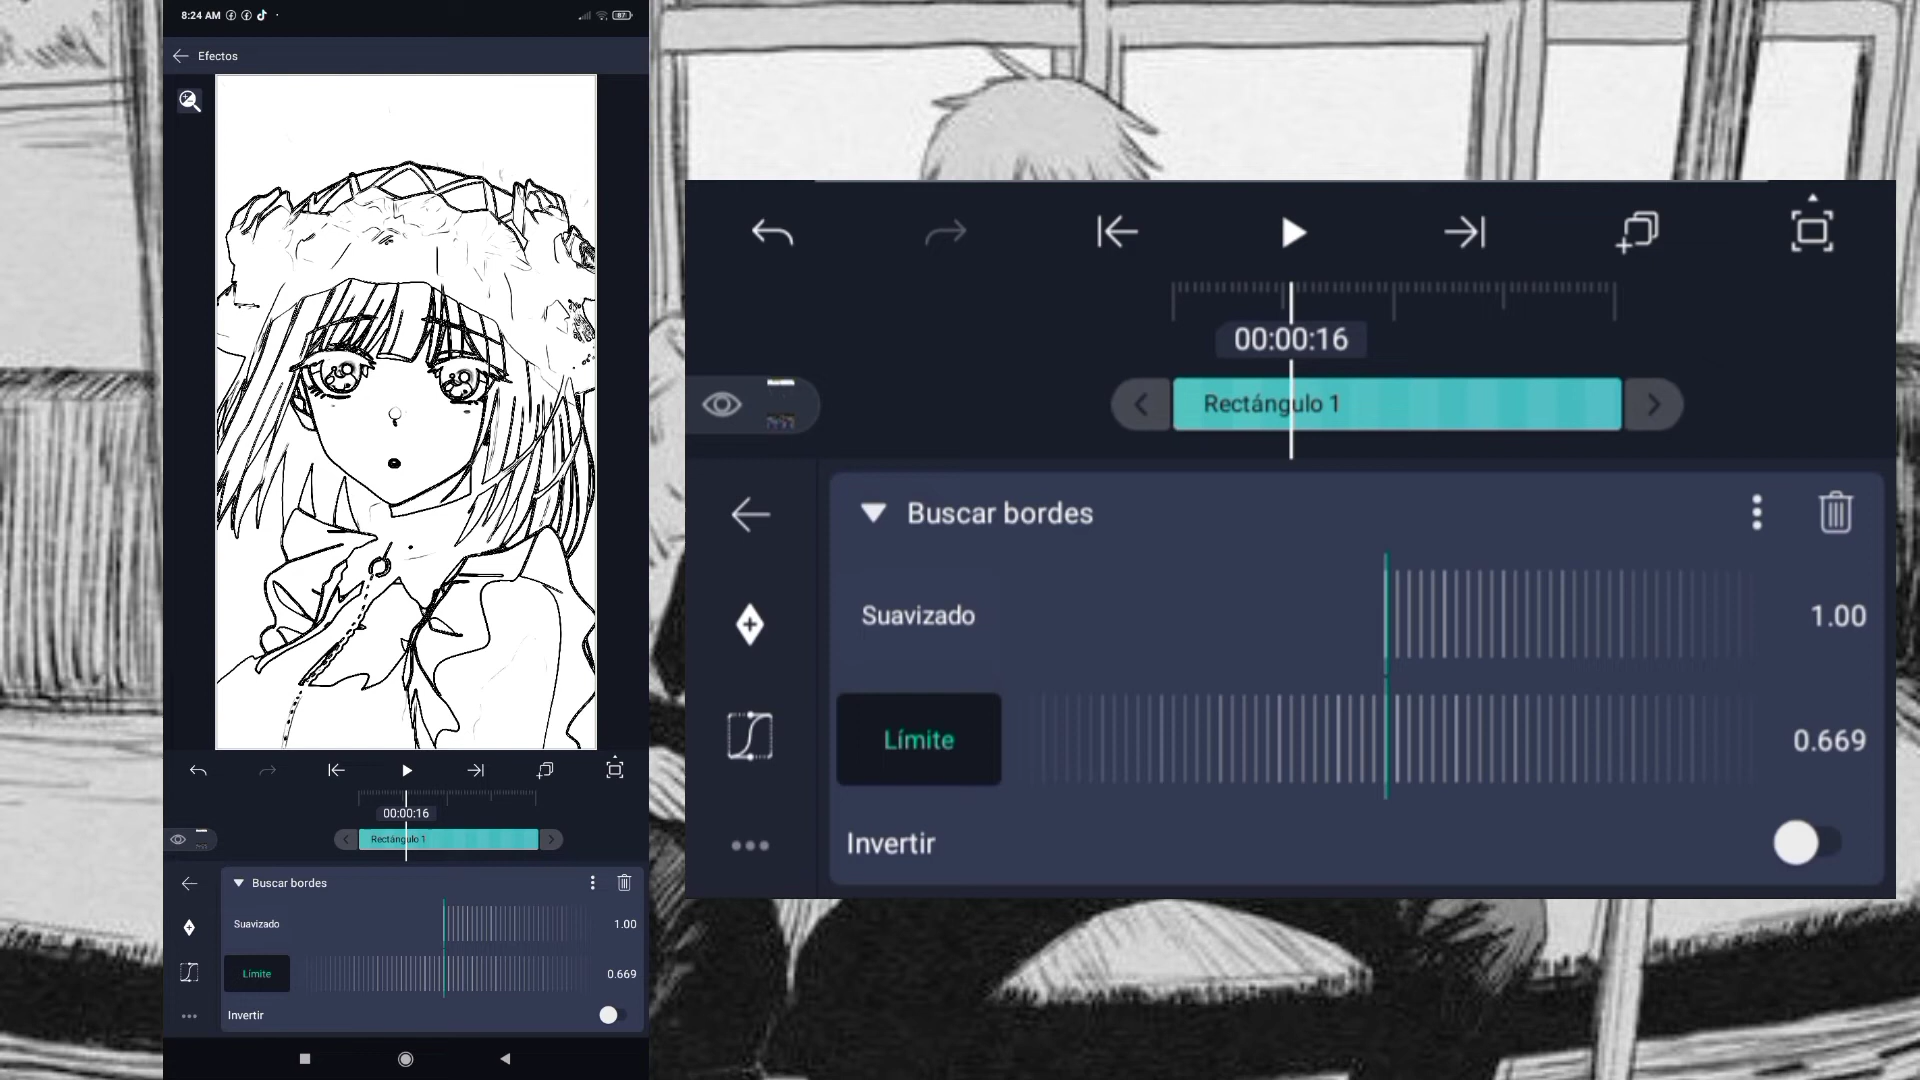 8:24 AM
87
Efectos
00:00:16
Rectángulo 1
Buscar bordes
Suavizado
1.00
Límite
0.669
Invertir
00:00:16
Rectángulo 1
Buscar bordes
Suavizado
1.00
Límite
0.669
Invertir